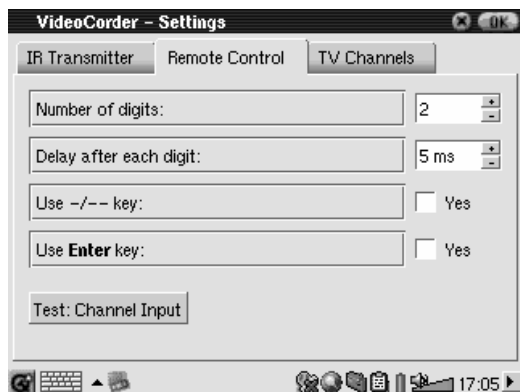 VideoCorder – Settings OK
IR Transmitter Remote Control TV Channels
Number of digits: 2
Delay after each digit: 5 ms
Use -/-- key: Yes
Use Enter key: Yes
Test: Channel Input
17:05